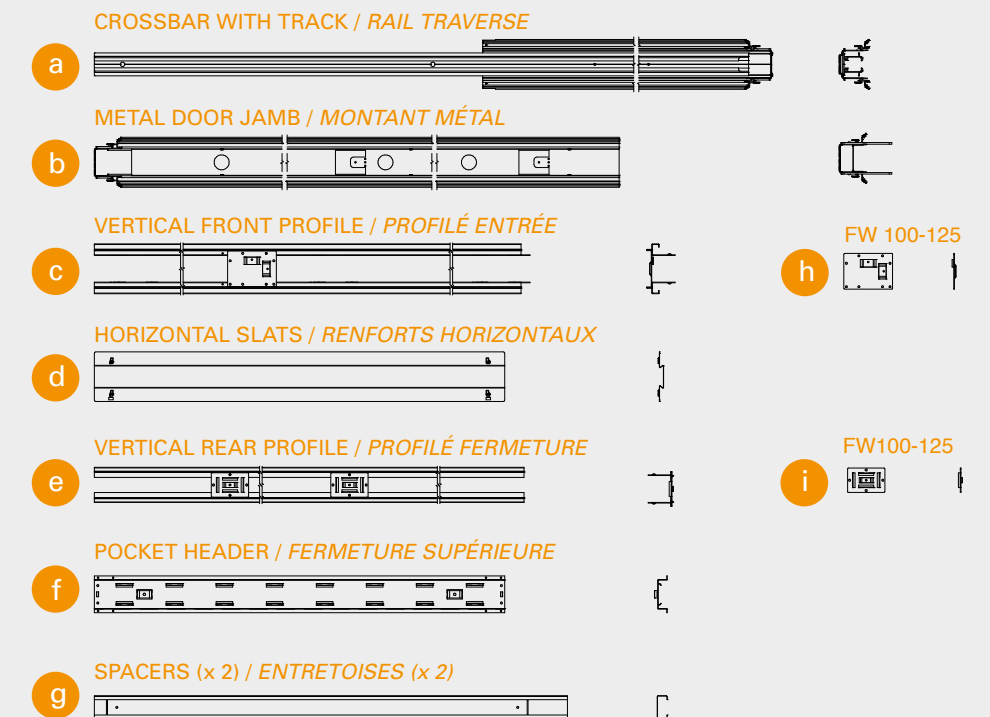 CROSSBAR WITH TRACK / RAIL TRAVERSE
a
METAL DOOR JAMB / MONTANT MÉTAL
b
VERTICAL FRONT PROFILE / PROFILÉ ENTRÉE
c
FW 100-125
h
HORIZONTAL SLATS / RENFORTS HORIZONTAUX
d
VERTICAL REAR PROFILE / PROFILÉ FERMETURE
e
FW100-125
i
POCKET HEADER / FERMETURE SUPÉRIEURE
f
SPACERS (x 2) / ENTRETOISES (x 2)
g